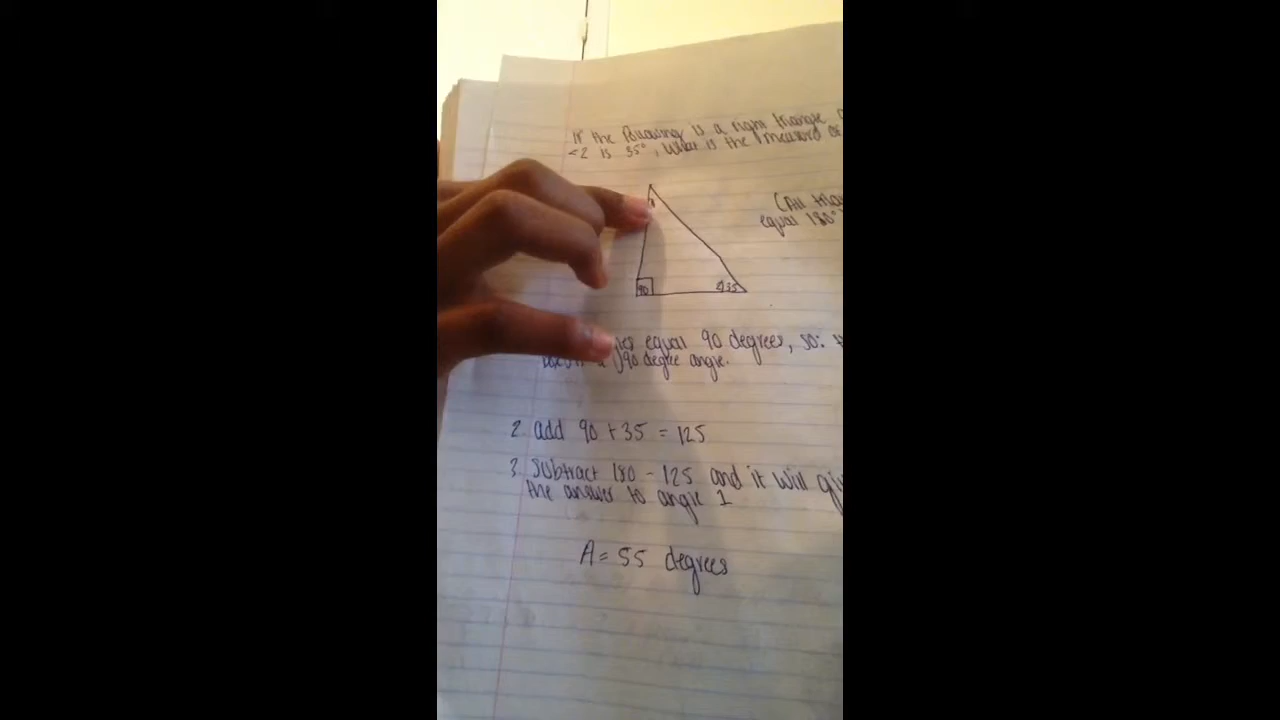 If the following is a right triangle
<2 is 35°, What is the measure of
(All
equal 180°
90
35
equal 90 degrees, so:
90 degree angle.
2. add 90 + 35 = 125
3. Subtract 180 - 125 and it will
the answer to angle 1
A = 55 degrees